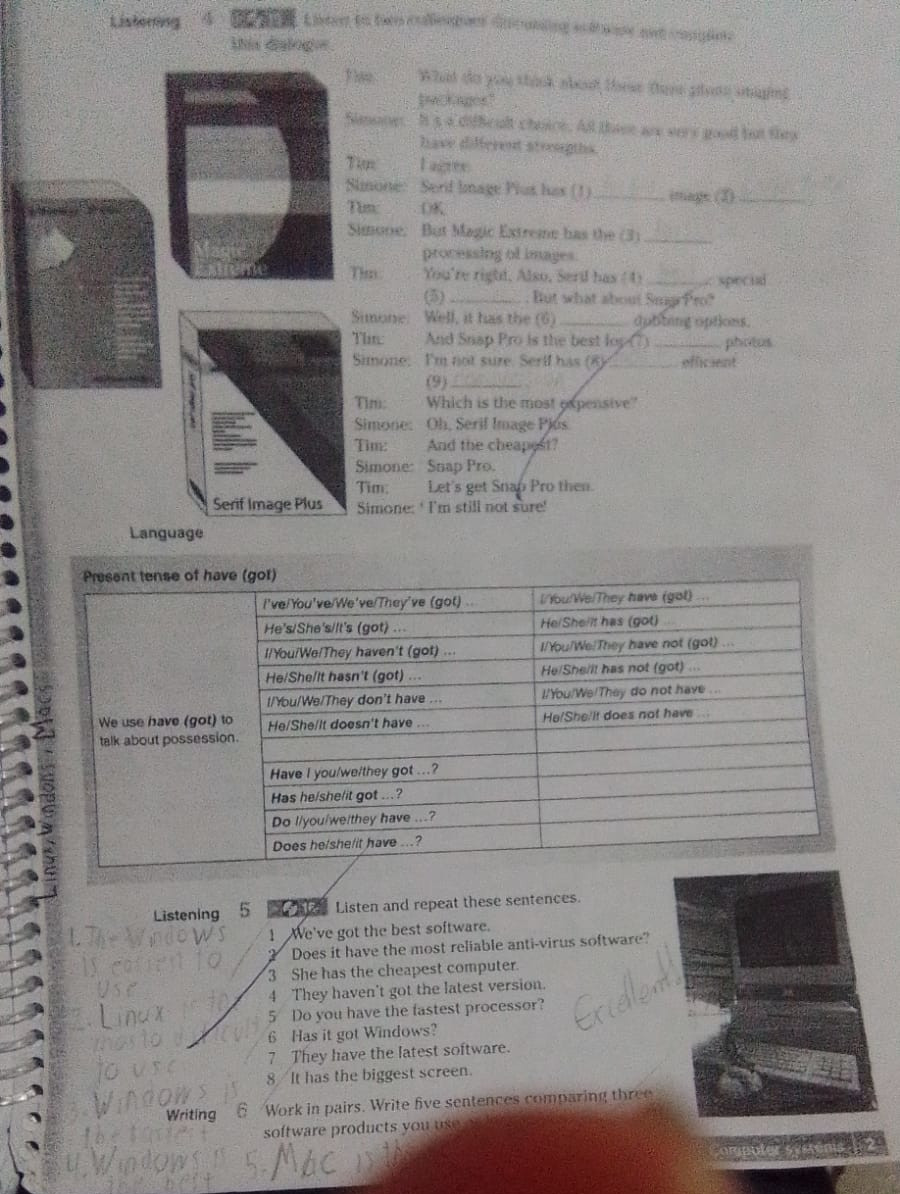 Listening 4 Listen to two colleagues discussing software and complete
this dialogue.
Tim: What do you think about these three photo imaging
packages?
Simone: It's a difficult choice. All three are very good but they
have different strengths.
Tim: I agree.
Simone: Serif Image Plus has (1) ________ image (2) ________
Tim: OK.
Simone: But Magic Extreme has the (3) ________
processing of images.
Tim: You're right. Also, Serif has (4) ________ special
(5) ________. But what about Snap Pro?
Simone: Well, it has the (6) ________ dubbing options.
Tim: And Snap Pro is the best for (7) ________ photos.
Simone: I'm not sure. Serif has (8) ________ efficient
(9) ________
Tim: Which is the most expensive?
Simone: Oh, Serif Image Plus.
Tim: And the cheapest?
Simone: Snap Pro.
Tim: Let's get Snap Pro then.
Simone: I'm still not sure!
Extreme
Serif Image Plus
Language
Present tense of have (got)
We use have (got) to
talk about possession.
I've/You've/We've/They've (got) ... I/You/We/They have (got) ...
He's/She's/It's (got) ... He/She/It has (got) ...
I/You/We/They haven't (got) ... I/You/We/They have not (got) ...
He/She/It hasn't (got) ... He/She/It has not (got) ...
I/You/We/They don't have ... I/You/We/They do not have ...
He/She/It doesn't have ... He/She/It does not have ...
Have I you/we/they got ...?
Has he/she/it got ...?
Do I/you/we/they have ...?
Does he/she/it have ...?
Linux, Windons, Macs
Listening 5 Listen and repeat these sentences.
1 We've got the best software.
2 Does it have the most reliable anti-virus software?
3 She has the cheapest computer.
4 They haven't got the latest version.
5 Do you have the fastest processor?
6 Has it got Windows?
7 They have the latest software.
8 It has the biggest screen.
Excellent!
1. The Windows
is to
use
2. Linux is
to use
3. Windows is
the
4. Windows is
the best
5. Mac is
Writing 6 Work in pairs. Write five sentences comparing three
software products you use
Computer systems 2